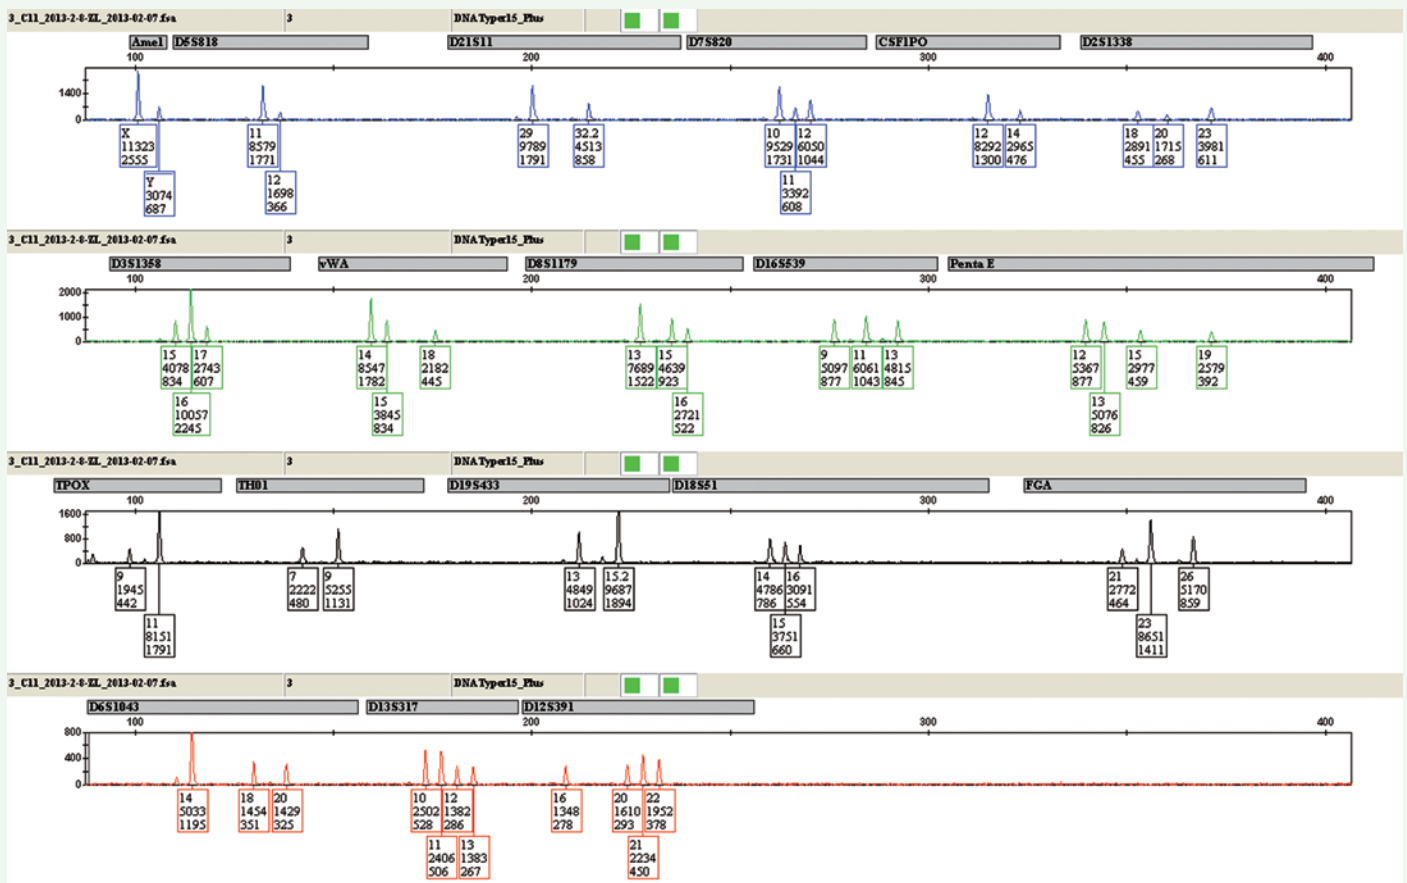 3_C11_2013-2-8-ZL_2013-02-07.fsa 3 DNATyper15_Plus
Amel D5S818 D21S11 D7S820 CSF1PO D2S1338
100 200 300 400
1400
0
X 11 29 32.2 10 12 12 14 18 20 23
11323 8579 9789 4513 9529 6050 8292 2965 2891 1715 3981
2555 1771 1791 858 1731 1044 1300 476 455 268 611
Y 12 11
3074 1698 3392
687 366 608
3_C11_2013-2-8-ZL_2013-02-07.fsa 3 DNATyper15_Plus
D3S1358 vWA D8S1179 D16S539 Penta E
100 200 300 400
2000
1000
0
15 17 14 18 13 15 9 11 13 12 15 19
4078 2743 8547 2182 7689 4639 5097 6061 4815 5367 2977 2579
834 607 1782 445 1522 923 877 1043 845 877 459 392
16 15 16 13
10057 3845 2721 5076
2245 834 522 826
3_C11_2013-2-8-ZL_2013-02-07.fsa 3 DNATyper15_Plus
TPOX TH01 D19S433 D18S51 FGA
100 200 300 400
1600
800
0
9 7 9 13 15.2 14 16 21 26
1945 2222 5255 4849 9687 4786 3091 2772 5170
442 480 1131 1024 1894 786 554 464 859
11 15 23
8151 3751 8651
1791 660 1411
3_C11_2013-2-8-ZL_2013-02-07.fsa 3 DNATyper15_Plus
D6S1043 D13S317 D12S391
100 200 300 400
800
400
0
14 18 20 10 12 16 20 22
5033 1454 1429 2502 1382 1348 1610 1952
1195 351 325 528 286 278 293 378
11 13 21
2406 1383 2234
506 267 450